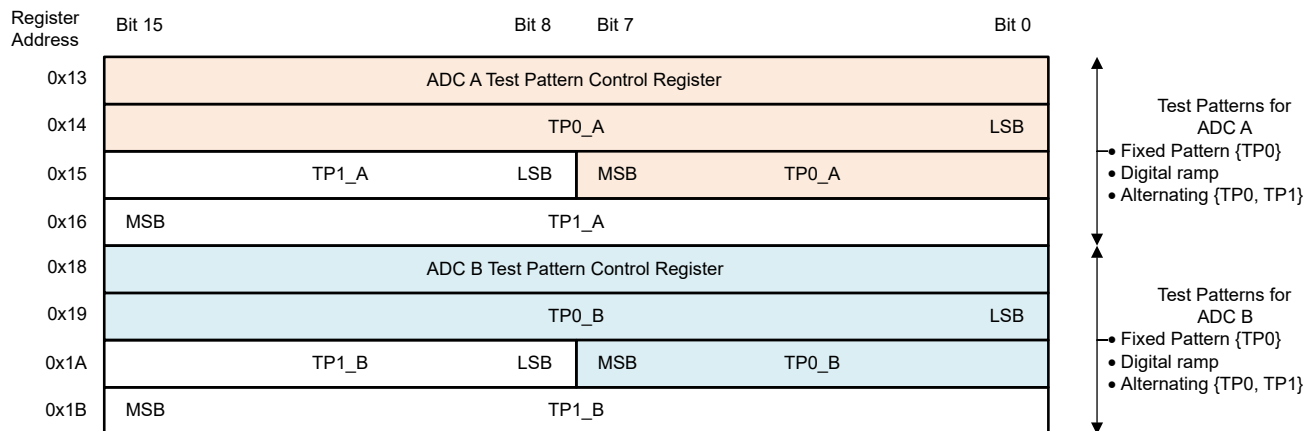 Register Address Bit 15 Bit 8 Bit 7 Bit 0
0x13 ADC A Test Pattern Control Register
0x14 TP0_A LSB
0x15 TP1_A LSB MSB TP0_A
0x16 MSB TP1_A
Test Patterns for
ADC A
• Fixed Pattern {TP0}
• Digital ramp
• Alternating {TP0, TP1}
0x18 ADC B Test Pattern Control Register
0x19 TP0_B LSB
0x1A TP1_B LSB MSB TP0_B
0x1B MSB TP1_B
Test Patterns for
ADC B
• Fixed Pattern {TP0}
• Digital ramp
• Alternating {TP0, TP1}